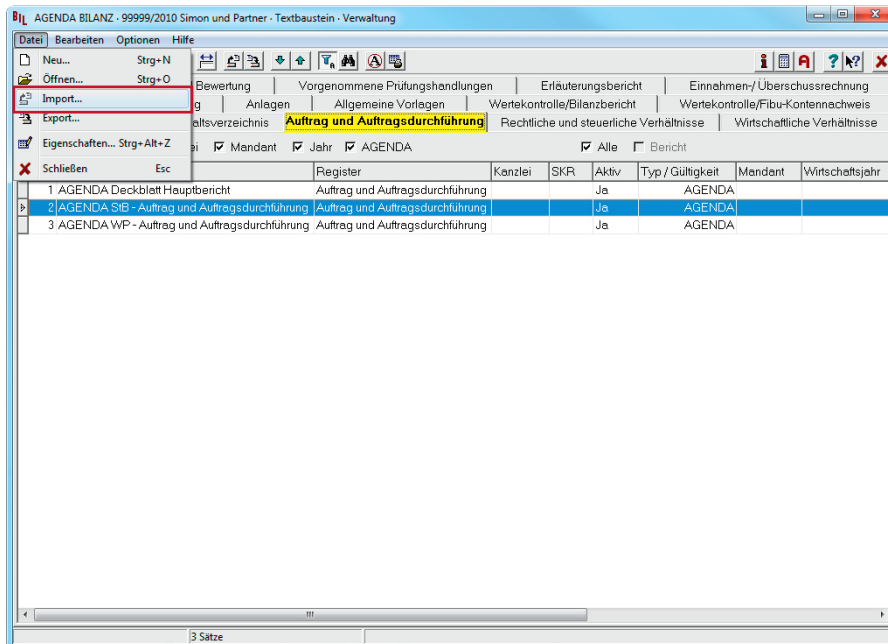 BIL AGENDA BILANZ · 99999/2010 Simon und Partner · Textbaustein · Verwaltung
Datei Bearbeiten Optionen Hilfe
Neu... Strg+N
Öffnen... Strg+O
Import...
Export...
Eigenschaften... Strg+Alt+Z
Schließen Esc
Bewertung Vorgenommene Prüfungshandlungen Erläuterungsbericht Einnahmen-/Überschussrechnung
g Anlagen Allgemeine Vorlagen Wertekontrolle/Bilanzbericht Wertekontrolle/Fibu-Kontennachweis
altsverzeichnis Auftrag und Auftragsdurchführung Rechtliche und steuerliche Verhältnisse Wirtschaftliche Verhältnisse
ei Mandant Jahr AGENDA Alle Bericht
Register Kanzlei SKR Aktiv Typ / Gültigkeit Mandant Wirtschaftsjahr
1 AGENDA Deckblatt Hauptbericht Auftrag und Auftragsdurchführung Ja AGENDA
2 AGENDA StB - Auftrag und Auftragsdurchführung Auftrag und Auftragsdurchführung Ja AGENDA
3 AGENDA WP - Auftrag und Auftragsdurchführung Auftrag und Auftragsdurchführung Ja AGENDA
3 Sätze